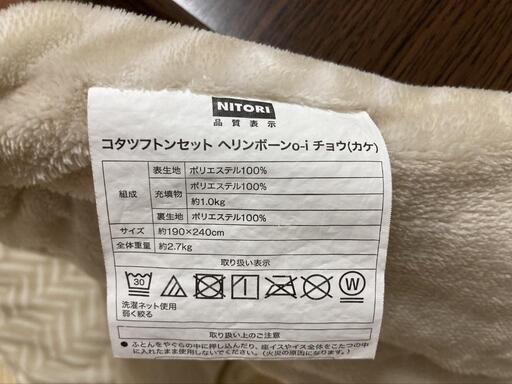 NITORI
品質表示
コタツフトンセット ヘリンボーンo-i チョウ(カケ)
組成
表生地 ポリエステル100%
充填物 ポリエステル100%
約1.0kg
裏生地 ポリエステル100%
サイズ 約190×240cm
全体重量 約2.7kg
取り扱い表示
30
W
洗濯ネット使用
弱く絞る
取り扱い上のご注意
●ふとんをやぐらの中に押し込んだり、座イスやイス全体をこたつの中
に入れたまま使用しないでください。(火災の原因になります。)